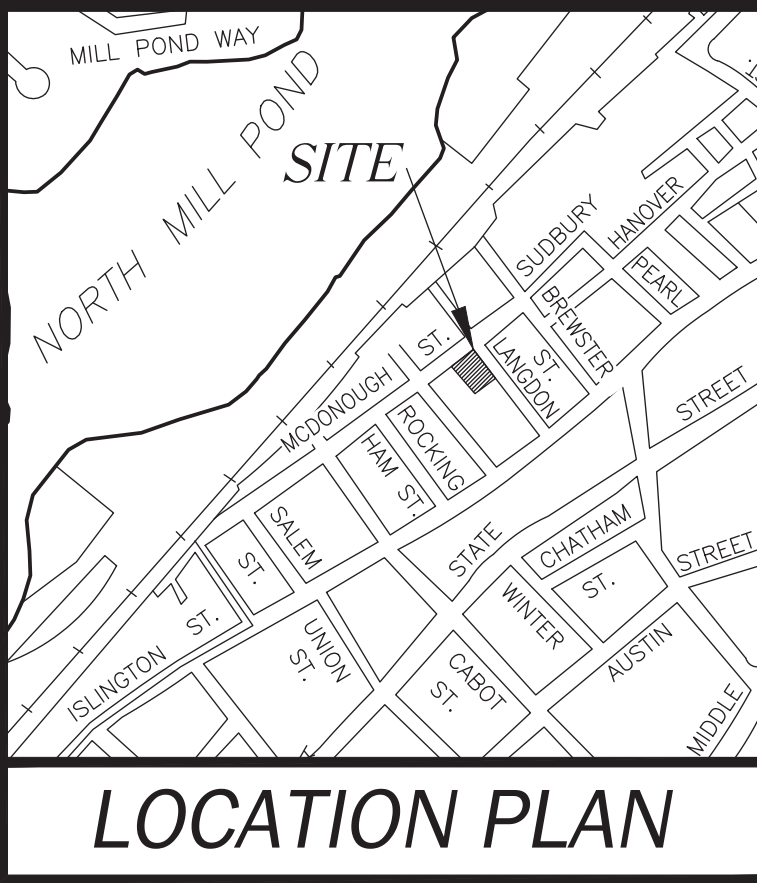 MILL POND WAY
NORTH MILL POND
SITE
SUDBURY
HANOVER
PEARL
BREWSTER
ST.
LANGDON
ST.
MCDONOUGH
ROCKING
HAM ST.
SALEM
ST.
STREET
STATE
CHATHAM
ST.
STREET
WINTER
AUSTIN
ISLINGTON
ST.
UNION
ST.
CABOT
ST.
MIDDLE
LOCATION PLAN